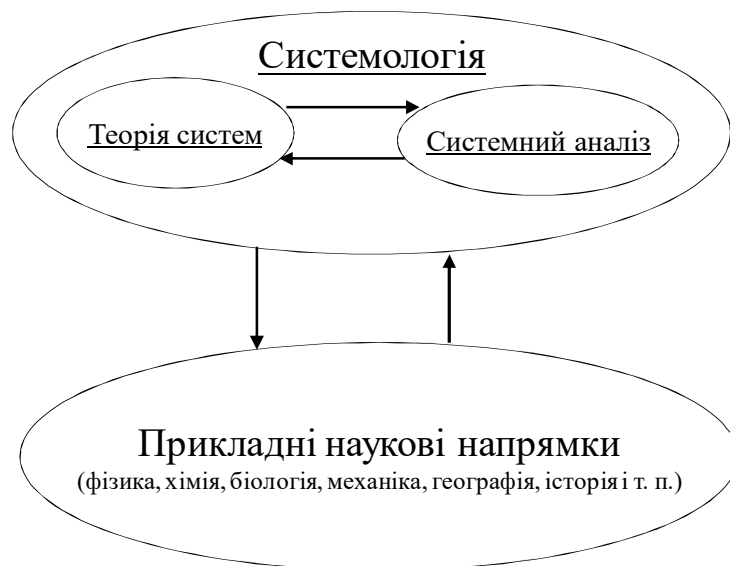 Системологія
Теорія систем
Системний аналіз
Прикладні наукові напрямки
(фізика, хімія, біологія, механіка, географія, історія і т. п.)